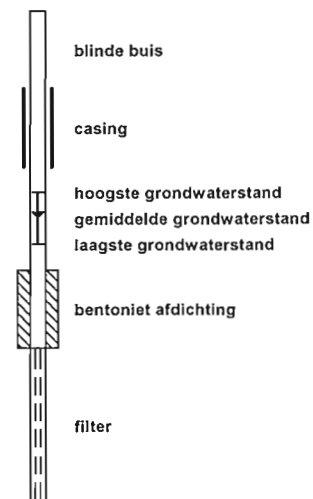 blinde buis
casing
hoogste grondwaterstand
gemiddelde grondwaterstand
laagste grondwaterstand
bentoniet afdichting
filter